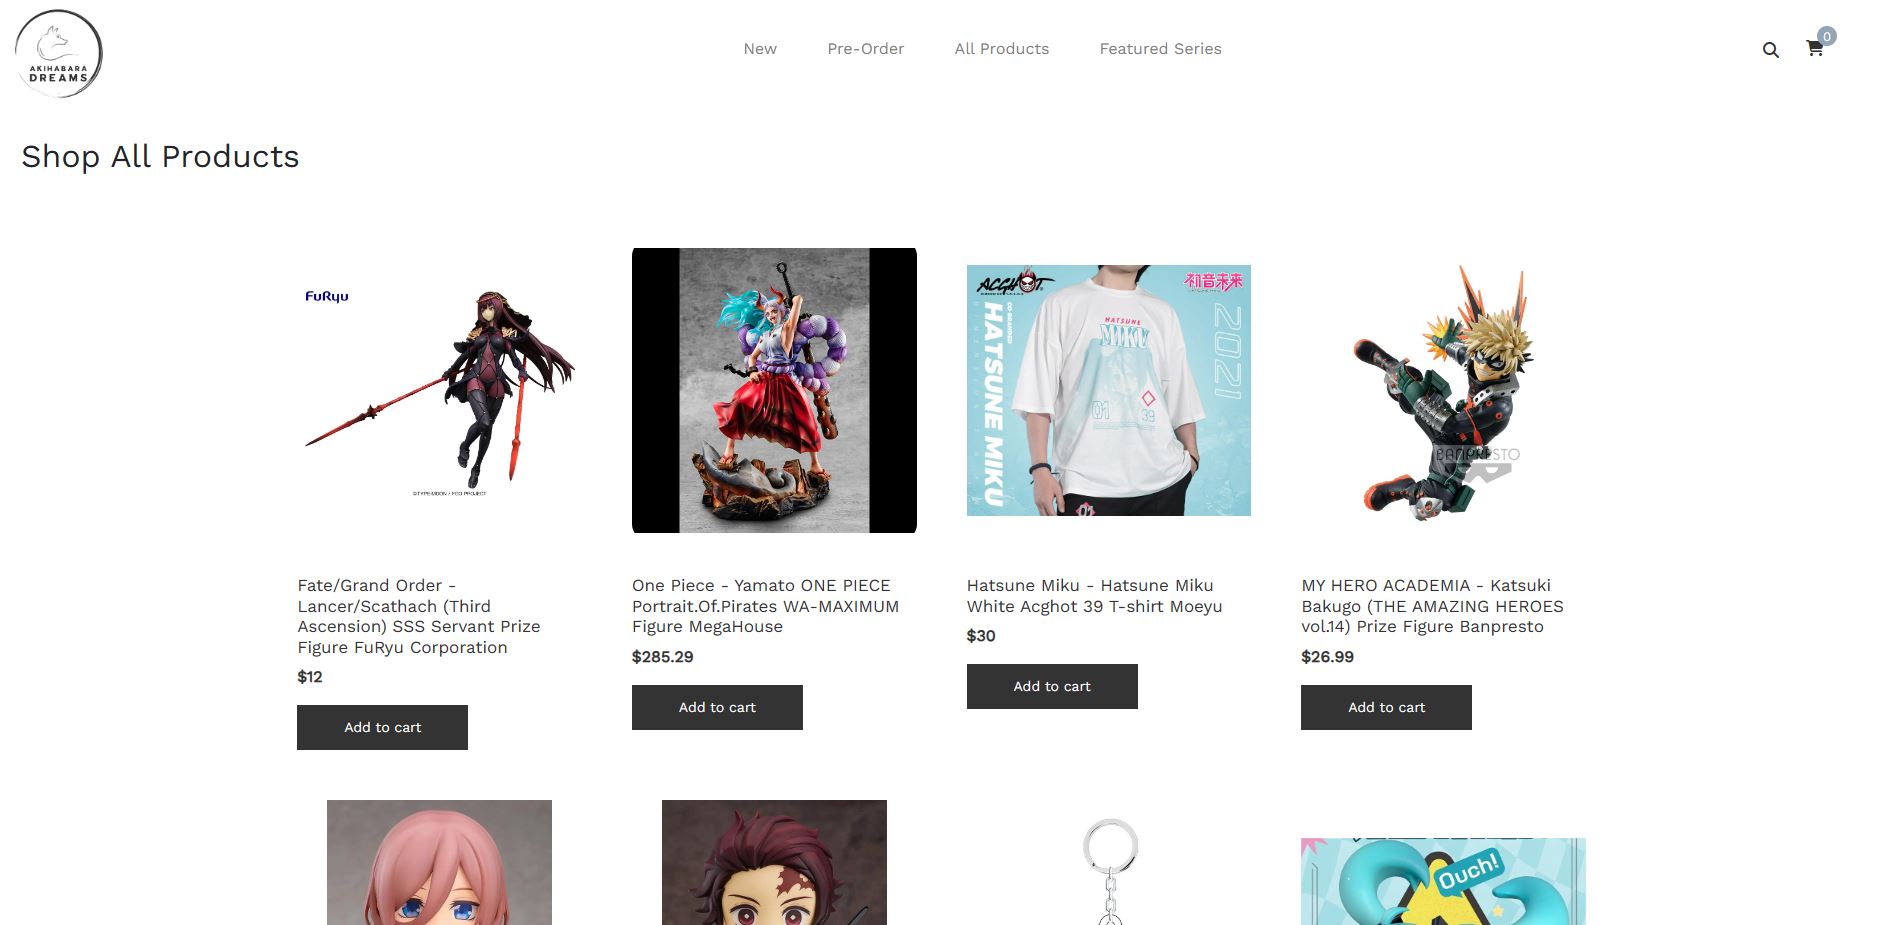 AKIHABARA
DREAMS
New
Pre-Order
All Products
Featured Series
0
Shop All Products
FuRyu
©TYPE-MOON / FGO PROJECT
ACGHOT
初音未来
CO-BRANDED
HATSUNE MIKU
2021
HATSUNE
MIKU
01
39
01
BANPRESTO
Fate/Grand Order -
Lancer/Scathach (Third
Ascension) SSS Servant Prize
Figure FuRyu Corporation
$12
Add to cart
One Piece - Yamato ONE PIECE
Portrait.Of.Pirates WA-MAXIMUM
Figure MegaHouse
$285.29
Add to cart
Hatsune Miku - Hatsune Miku
White Acghot 39 T-shirt Moeyu
$30
Add to cart
MY HERO ACADEMIA - Katsuki
Bakugo (THE AMAZING HEROES
vol.14) Prize Figure Banpresto
$26.99
Add to cart
Ouch!